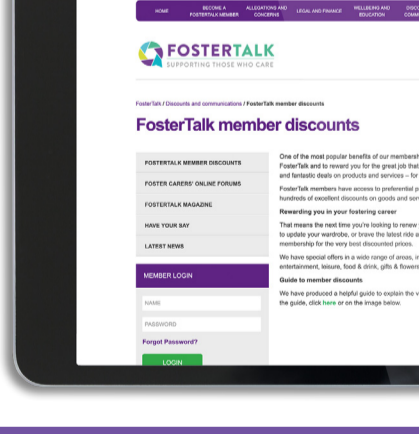 HOME
BECOME A
FOSTERTALK MEMBER
ALLEGATIONS AND
CONCERNS
LEGAL AND FINANCE
WELLBEING AND
EDUCATION
FOSTERTALK
SUPPORTING THOSE WHO CARE
FosterTalk / Discounts and communications / FosterTalk member discounts
FosterTalk member discounts
FOSTERTALK MEMBER DISCOUNTS
FOSTER CARERS' ONLINE FORUMS
FOSTERTALK MAGAZINE
HAVE YOUR SAY
LATEST NEWS
MEMBER LOGIN
NAME
PASSWORD
Forgot Password?
LOGIN
One of the most popular benefits of our
FosterTalk and to reward you for the great job that
and fantastic deals on products and services – for
FosterTalk members have access to preferential
hundreds of excellent discounts on goods and
Rewarding you in your fostering career
That means the next time you're looking to renew
to update your wardrobe, or brave the latest ride
membership for the very best discounted prices.
We have special offers in a wide range of areas,
entertainment, leisure, food & drink, gifts & flowers
Guide to member discounts
We have produced a helpful guide to explain the
the guide, click here or on the image below.